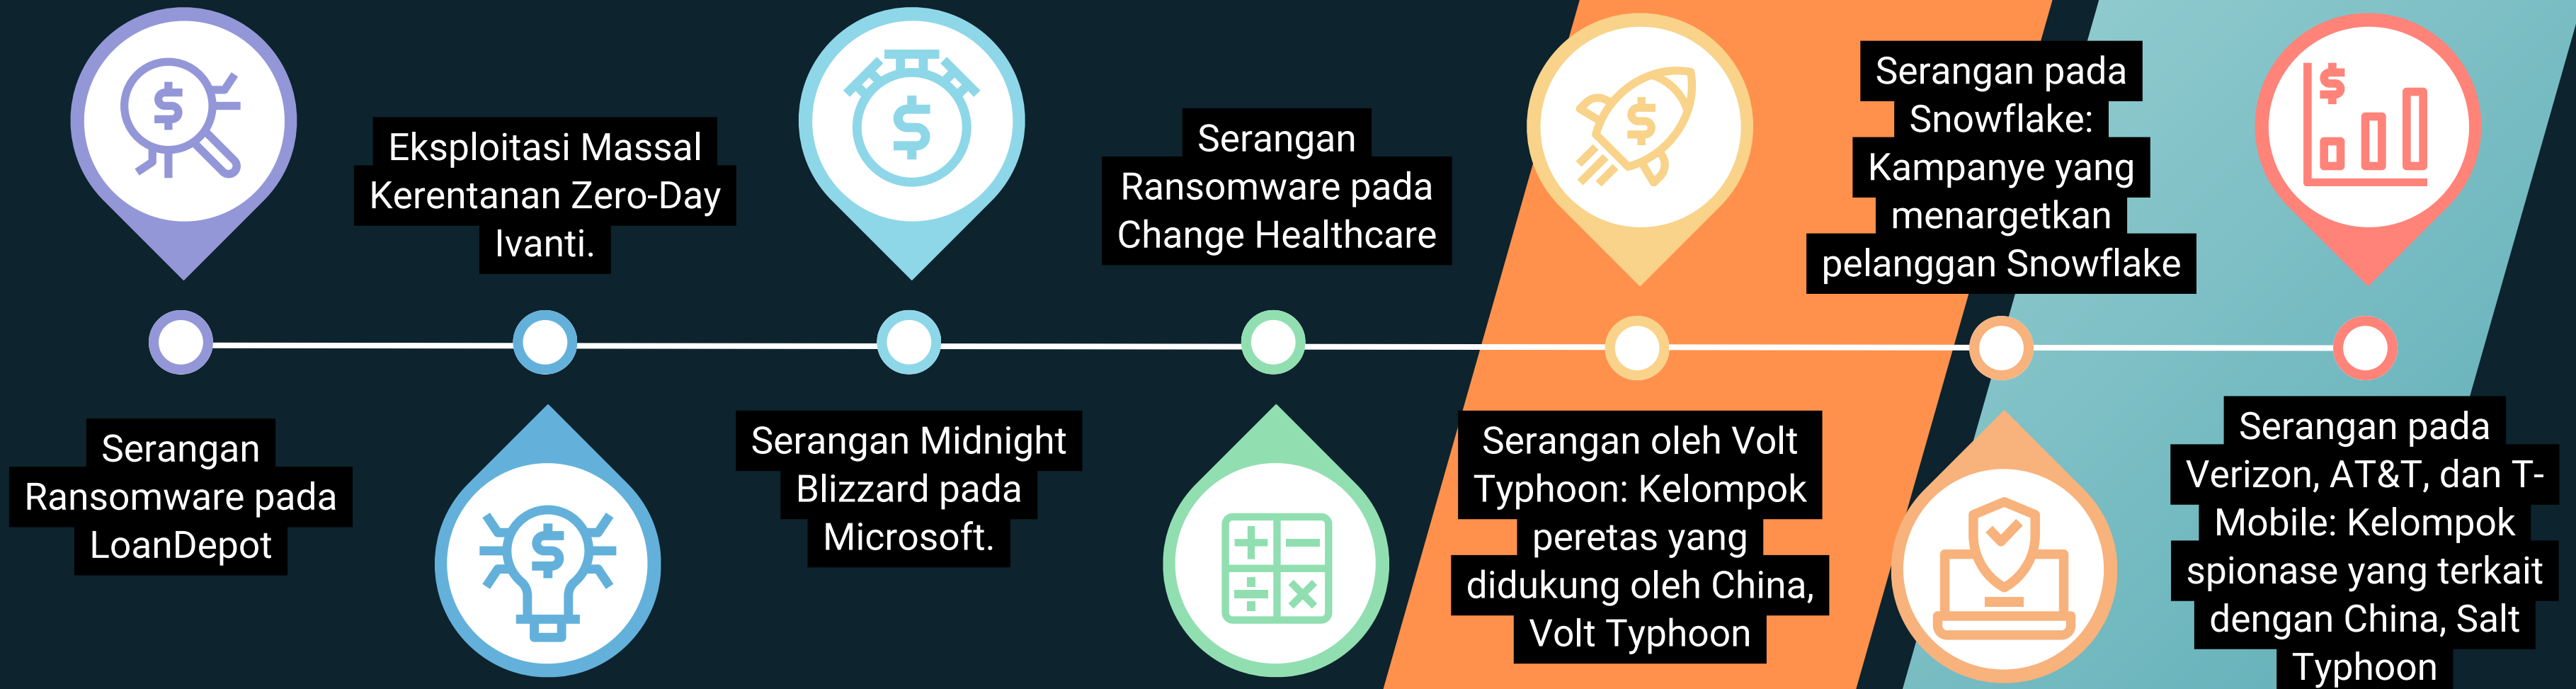 Serangan
Ransomware pada
LoanDepot
Eksploitasi Massal
Kerentanan Zero-Day
Ivanti.
Serangan Midnight
Blizzard pada
Microsoft.
Serangan
Ransomware pada
Change Healthcare
Serangan oleh Volt
Typhoon: Kelompok
peretas yang
didukung oleh China,
Volt Typhoon
Serangan pada
Snowflake:
Kampanye yang
menargetkan
pelanggan Snowflake
Serangan pada
Verizon, AT&T, dan T-
Mobile: Kelompok
spionase yang terkait
dengan China, Salt
Typhoon